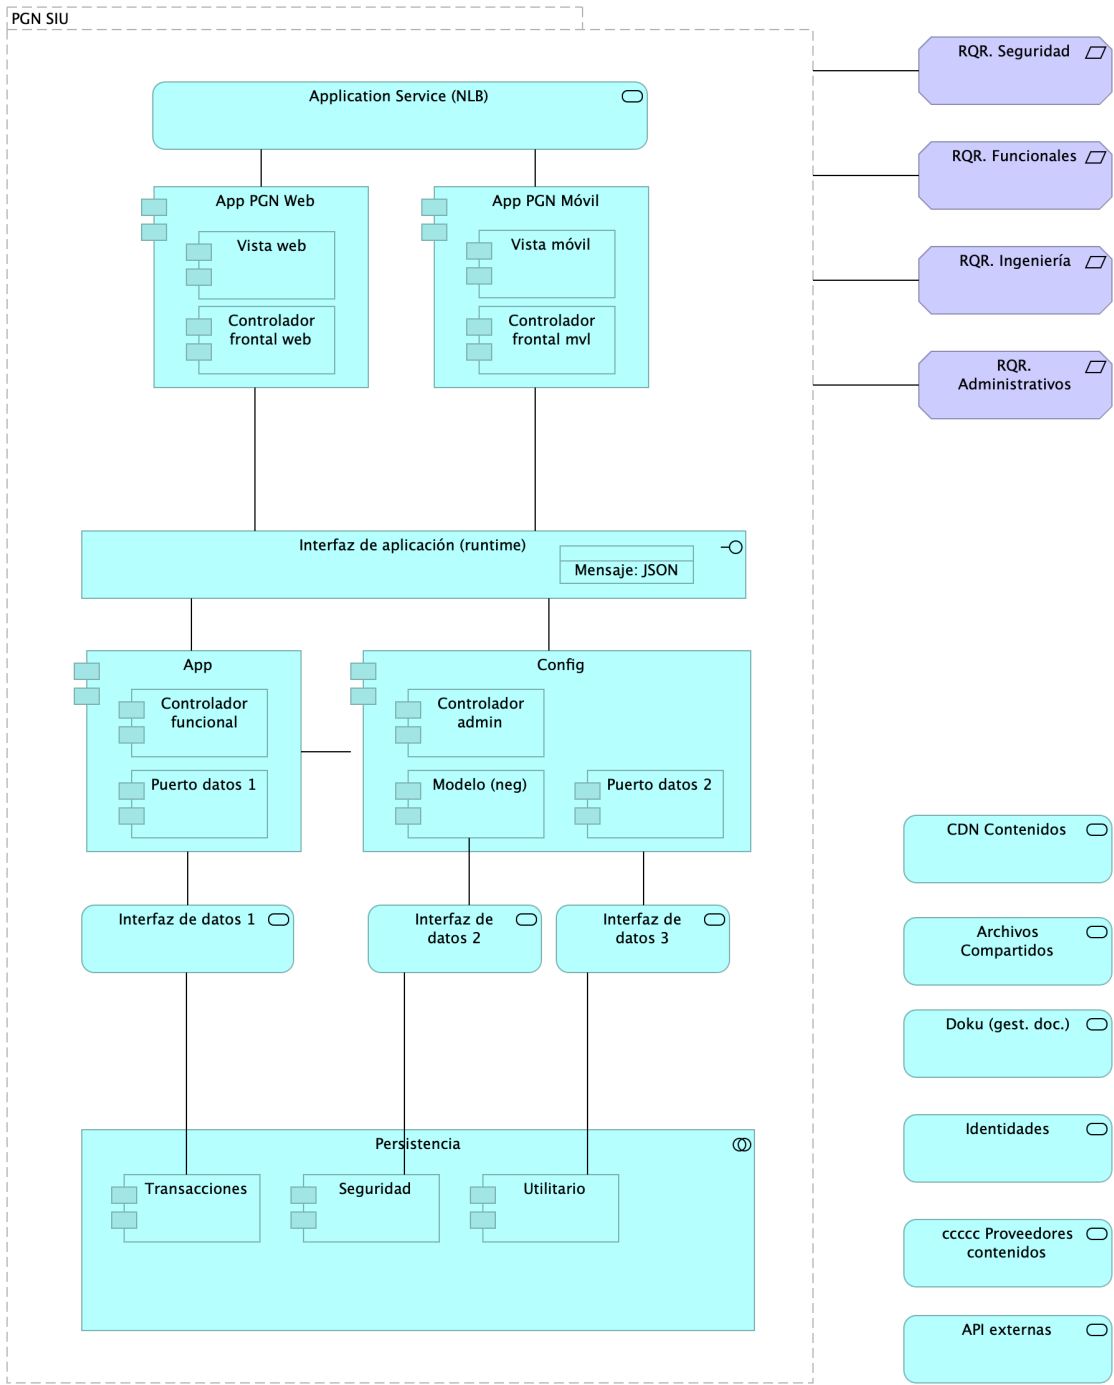 PGN SIU
Application Service (NLB)
App PGN Web
Vista web
Controlador
frontal web
App PGN Móvil
Vista móvil
Controlador
frontal mvl
Interfaz de aplicación (runtime)
Mensaje: JSON
App
Controlador
funcional
Puerto datos 1
Config
Controlador
admin
Modelo (neg)
Puerto datos 2
Interfaz de datos 1
Interfaz de
datos 2
Interfaz de
datos 3
Persistencia
Transacciones
Seguridad
Utilitario
RQR. Seguridad
RQR. Funcionales
RQR. Ingeniería
RQR.
Administrativos
CDN Contenidos
Archivos
Compartidos
Doku (gest. doc.)
Identidades
ccccc Proveedores
contenidos
API externas